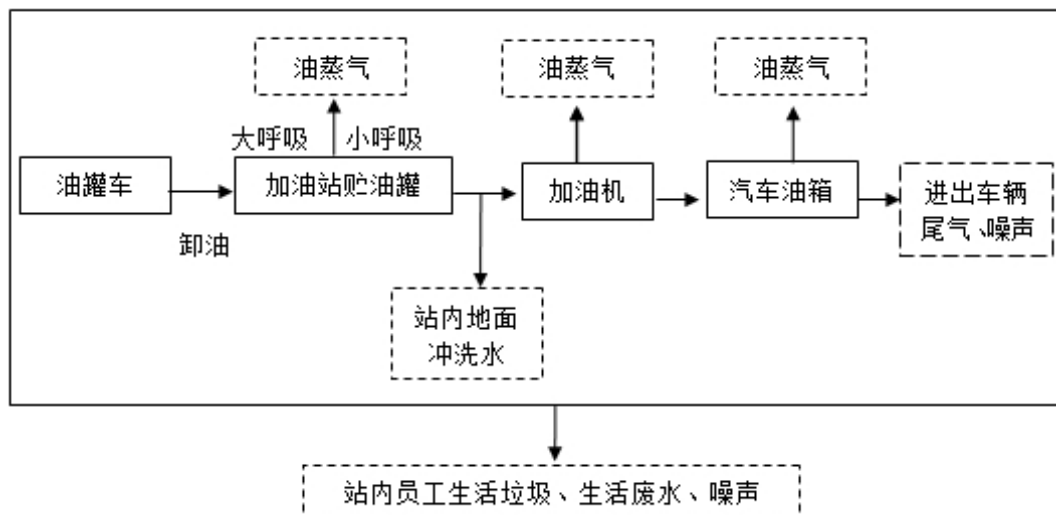 油蒸气
油蒸气
油蒸气
大呼吸
小呼吸
油罐车
加油站贮油罐
加油机
汽车油箱
进出车辆
尾气、噪声
卸油
站内地面
冲洗水
站内员工生活垃圾、生活废水、噪声